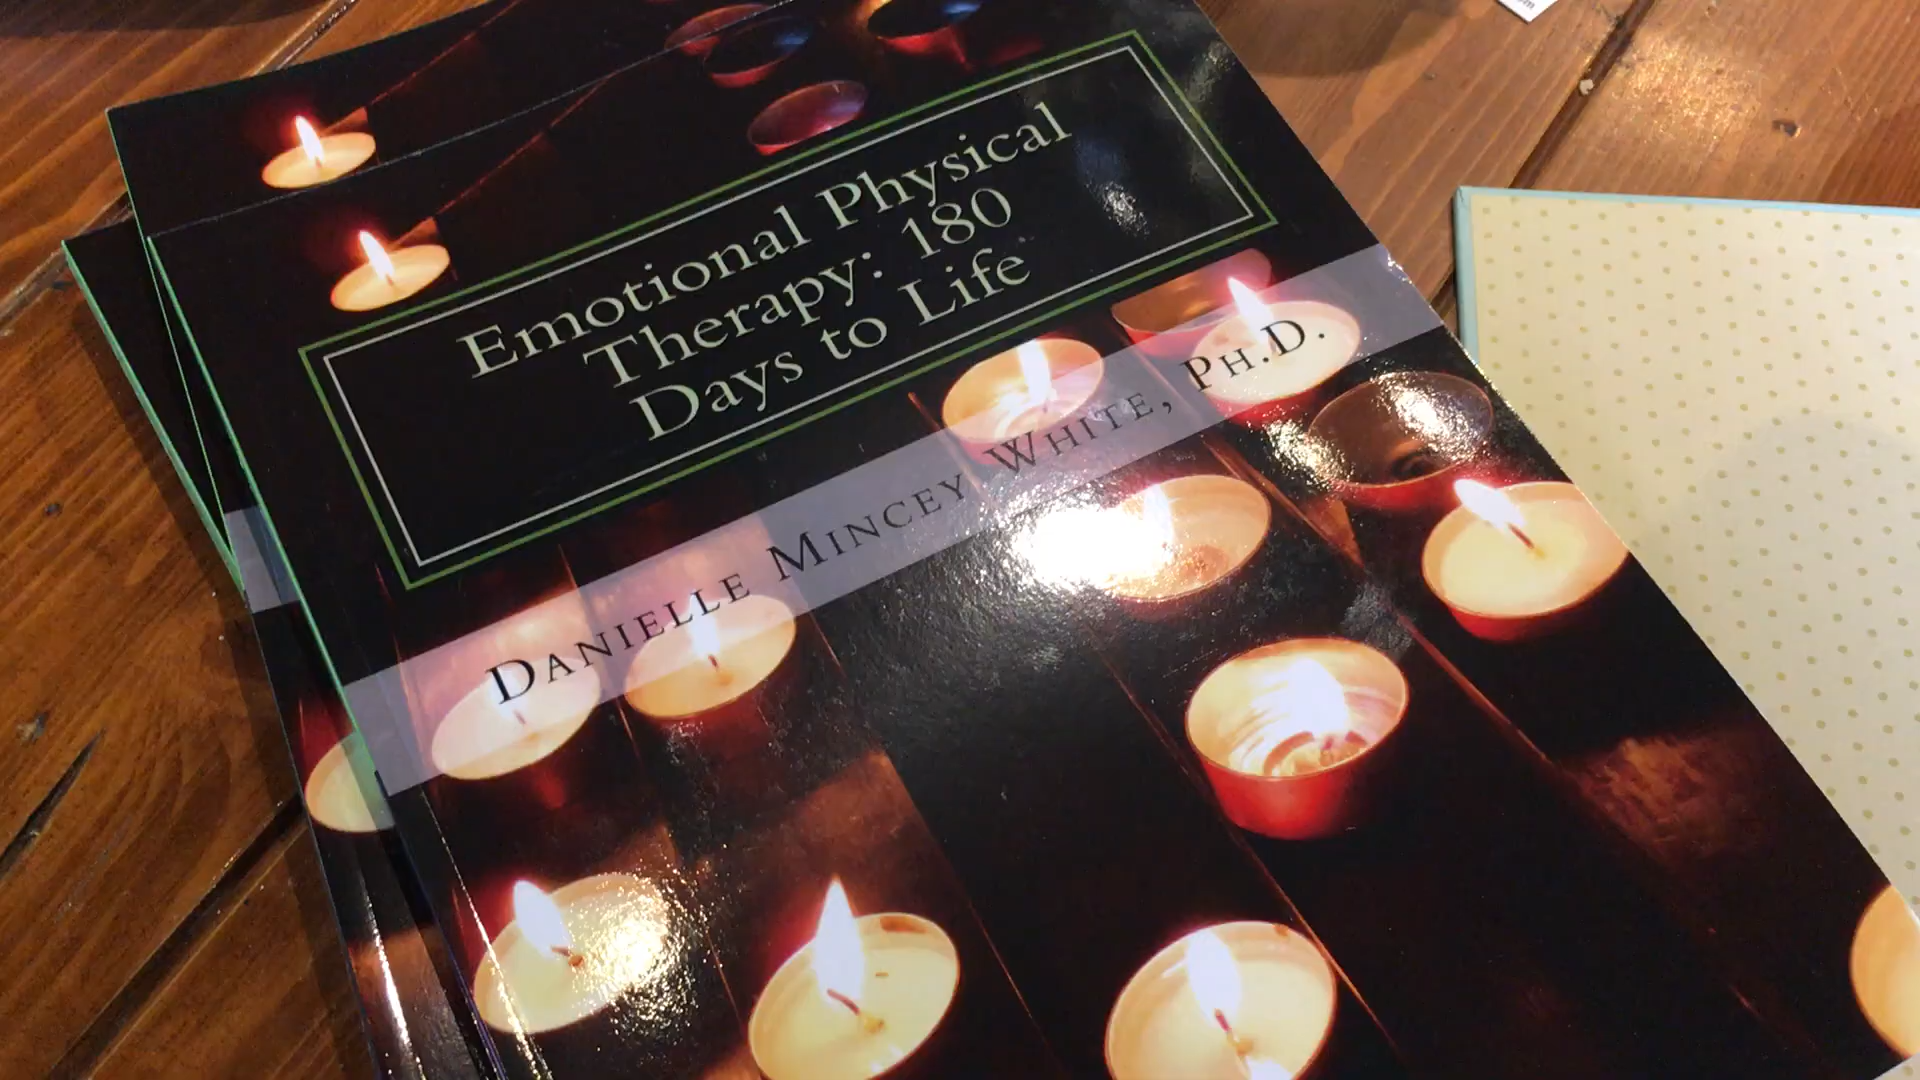 Emotional Physical
Therapy: 180
Days to Life
DANIELLE MINCEY WHITE, PH.D.